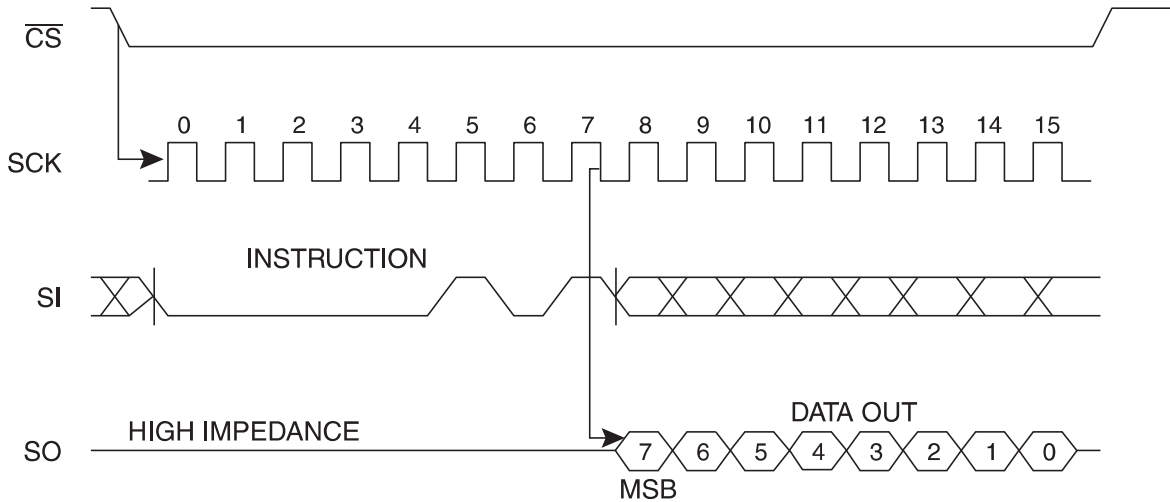 CS
0 1 2 3 4 5 6 7 8 9 10 11 12 13 14 15
SCK
INSTRUCTION
SI
DATA OUT
HIGH IMPEDANCE
SO
7 6 5 4 3 2 1 0
MSB